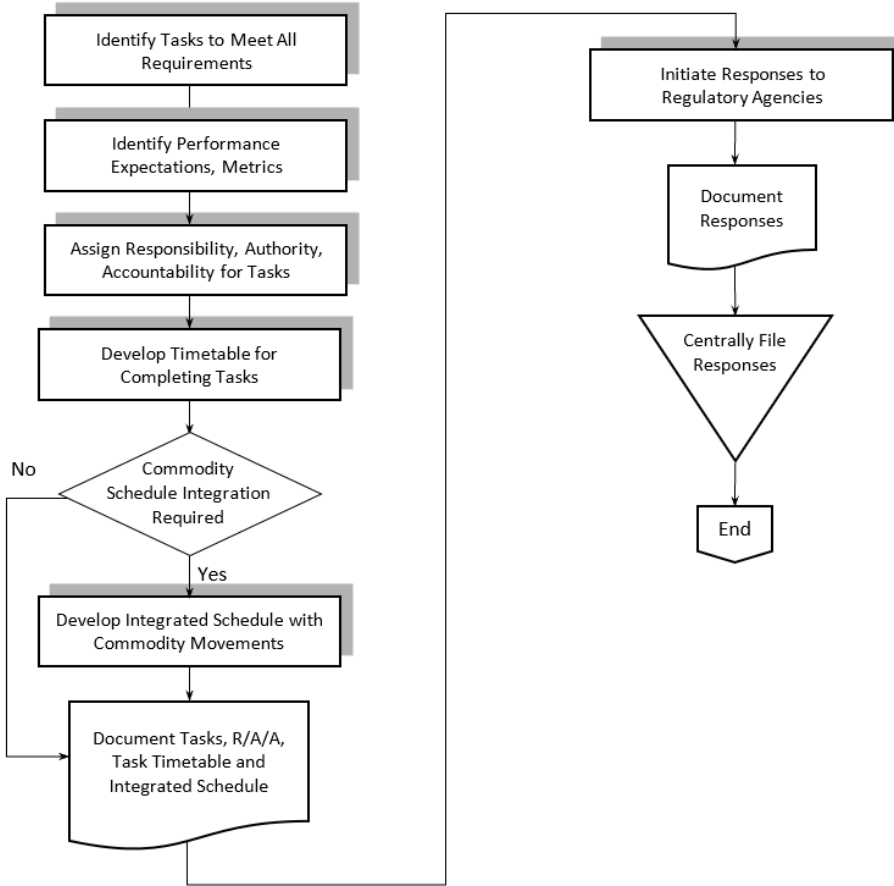 Identify Tasks to Meet All
Requirements
Identify Performance
Expectations, Metrics
Assign Responsibility, Authority,
Accountability for Tasks
Develop Timetable for
Completing Tasks
No
Commodity
Schedule Integration
Required
Yes
Develop Integrated Schedule with
Commodity Movements
Document Tasks, R/A/A,
Task Timetable and
Integrated Schedule
Initiate Responses to
Regulatory Agencies
Document
Responses
Centrally File
Responses
End